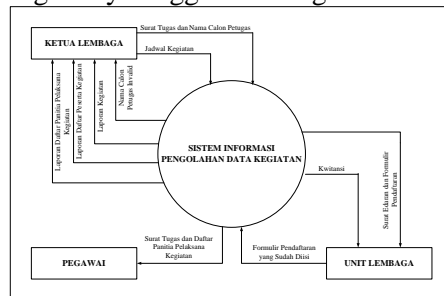 Surat Tugas dan Nama Calon Petugas
KETUA LEMBAGA
Jadwal Kegiatan
Laporan Daftar Panitia Pelaksana
Kegiatan
Laporan Daftar Peserta Kegiatan
Laporan Kegiatan
Nama Calon
Petugas Invalid
SISTEM INFORMASI
PENGOLAHAN DATA KEGIATAN
Kwitansi
Surat Edaran dan Formulir
Pendaftaran
Surat Tugas dan Daftar
Panitia Pelaksana
Kegiatan
Formulir Pendaftaran
yang Sudah Diisi
PEGAWAI
UNIT LEMBAGA